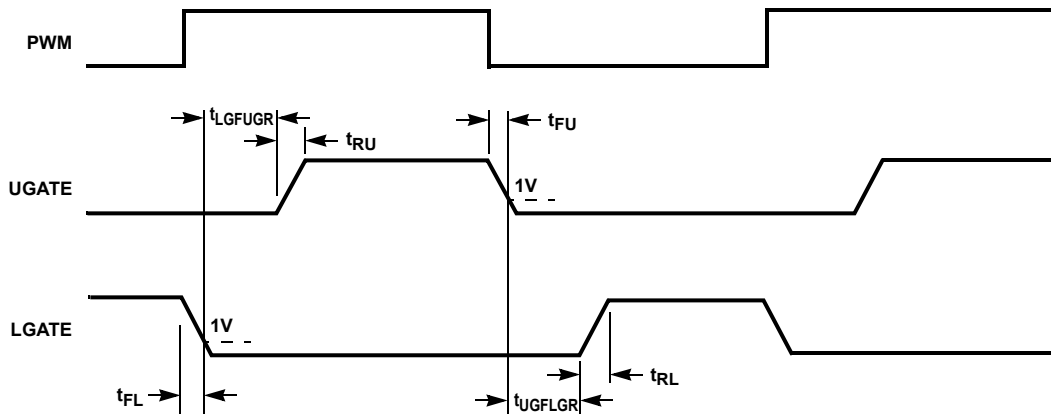 PWM
tLGFUGR
tRU
tFU
UGATE
1V
LGATE
1V
tFL
tRL
tUGFLGR